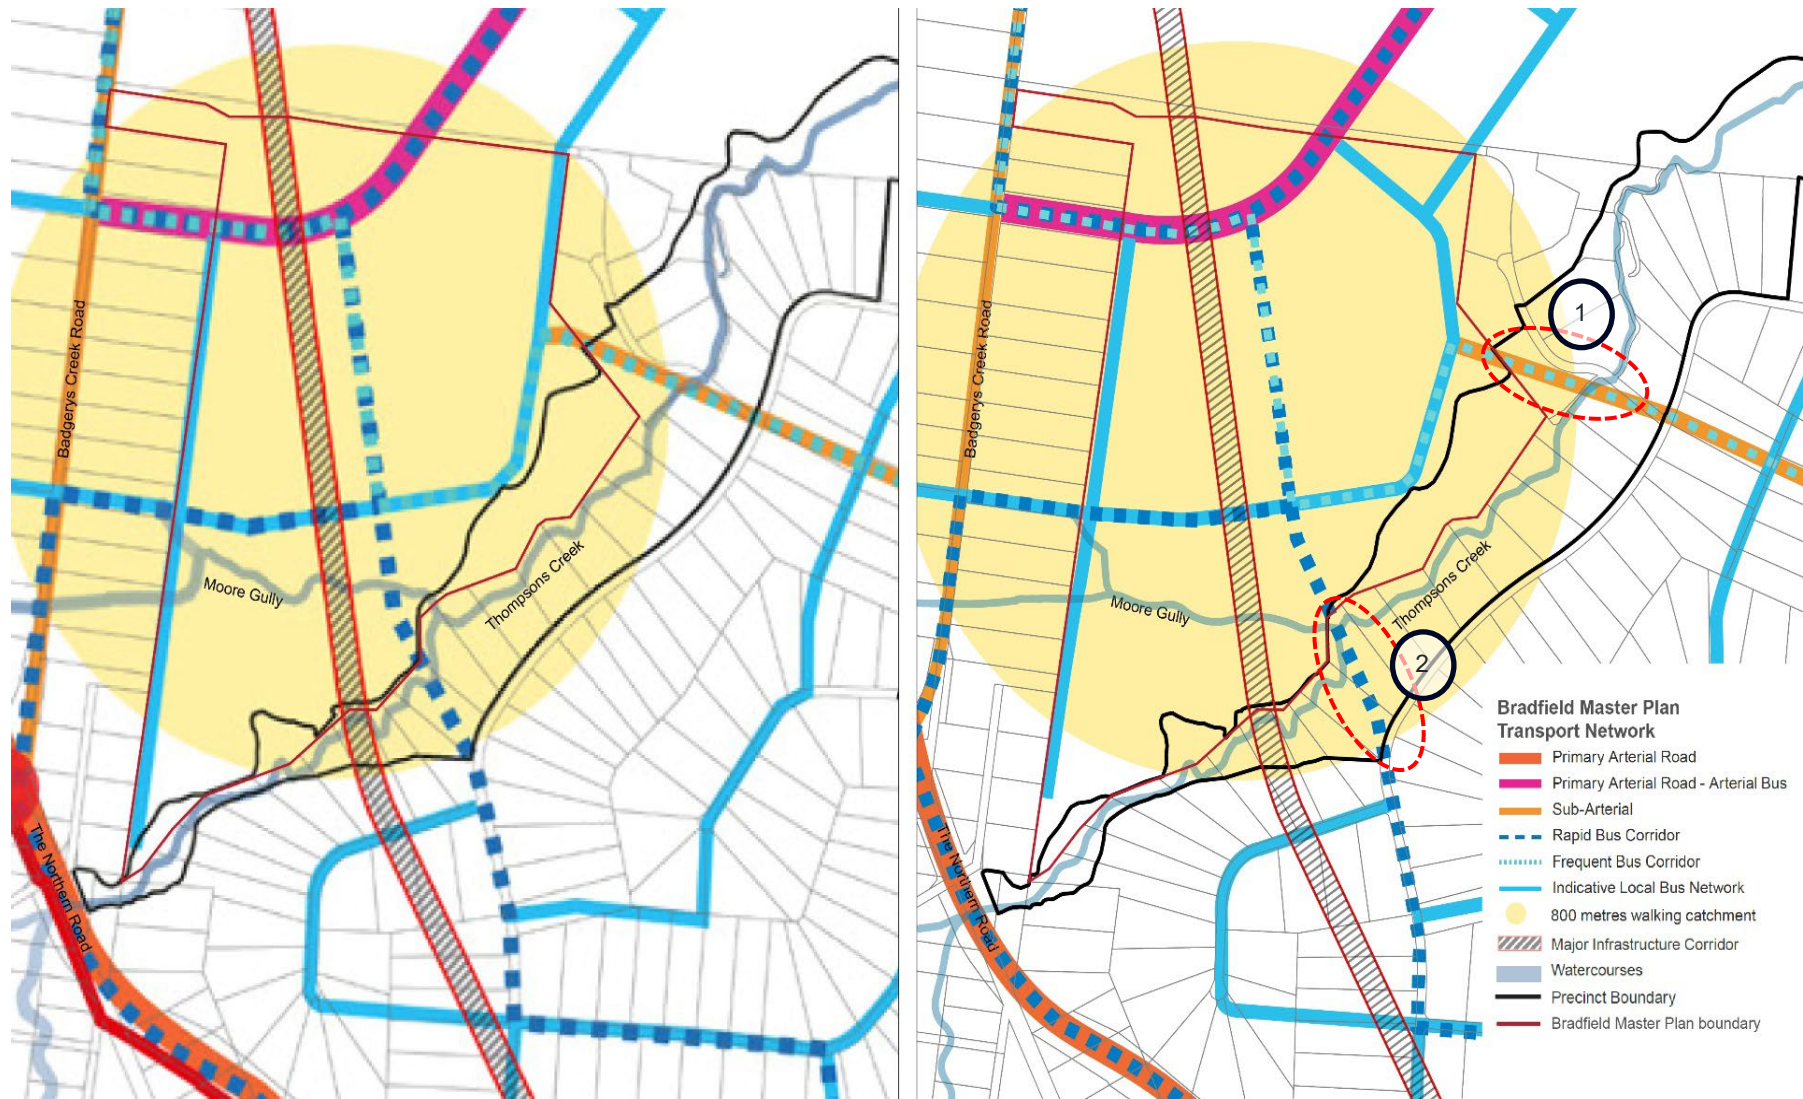 Badgerys Creek Road
Moore Gully
Thompsons Creek
The Northern Road
Badgerys Creek Road
1
Moore Gully
Thompsons Creek
2
The Northern Road
Bradfield Master Plan
Transport Network
Primary Arterial Road
Primary Arterial Road - Arterial Bus
Sub-Arterial
Rapid Bus Corridor
Frequent Bus Corridor
Indicative Local Bus Network
800 metres walking catchment
Major Infrastructure Corridor
Watercourses
Precinct Boundary
Bradfield Master Plan boundary